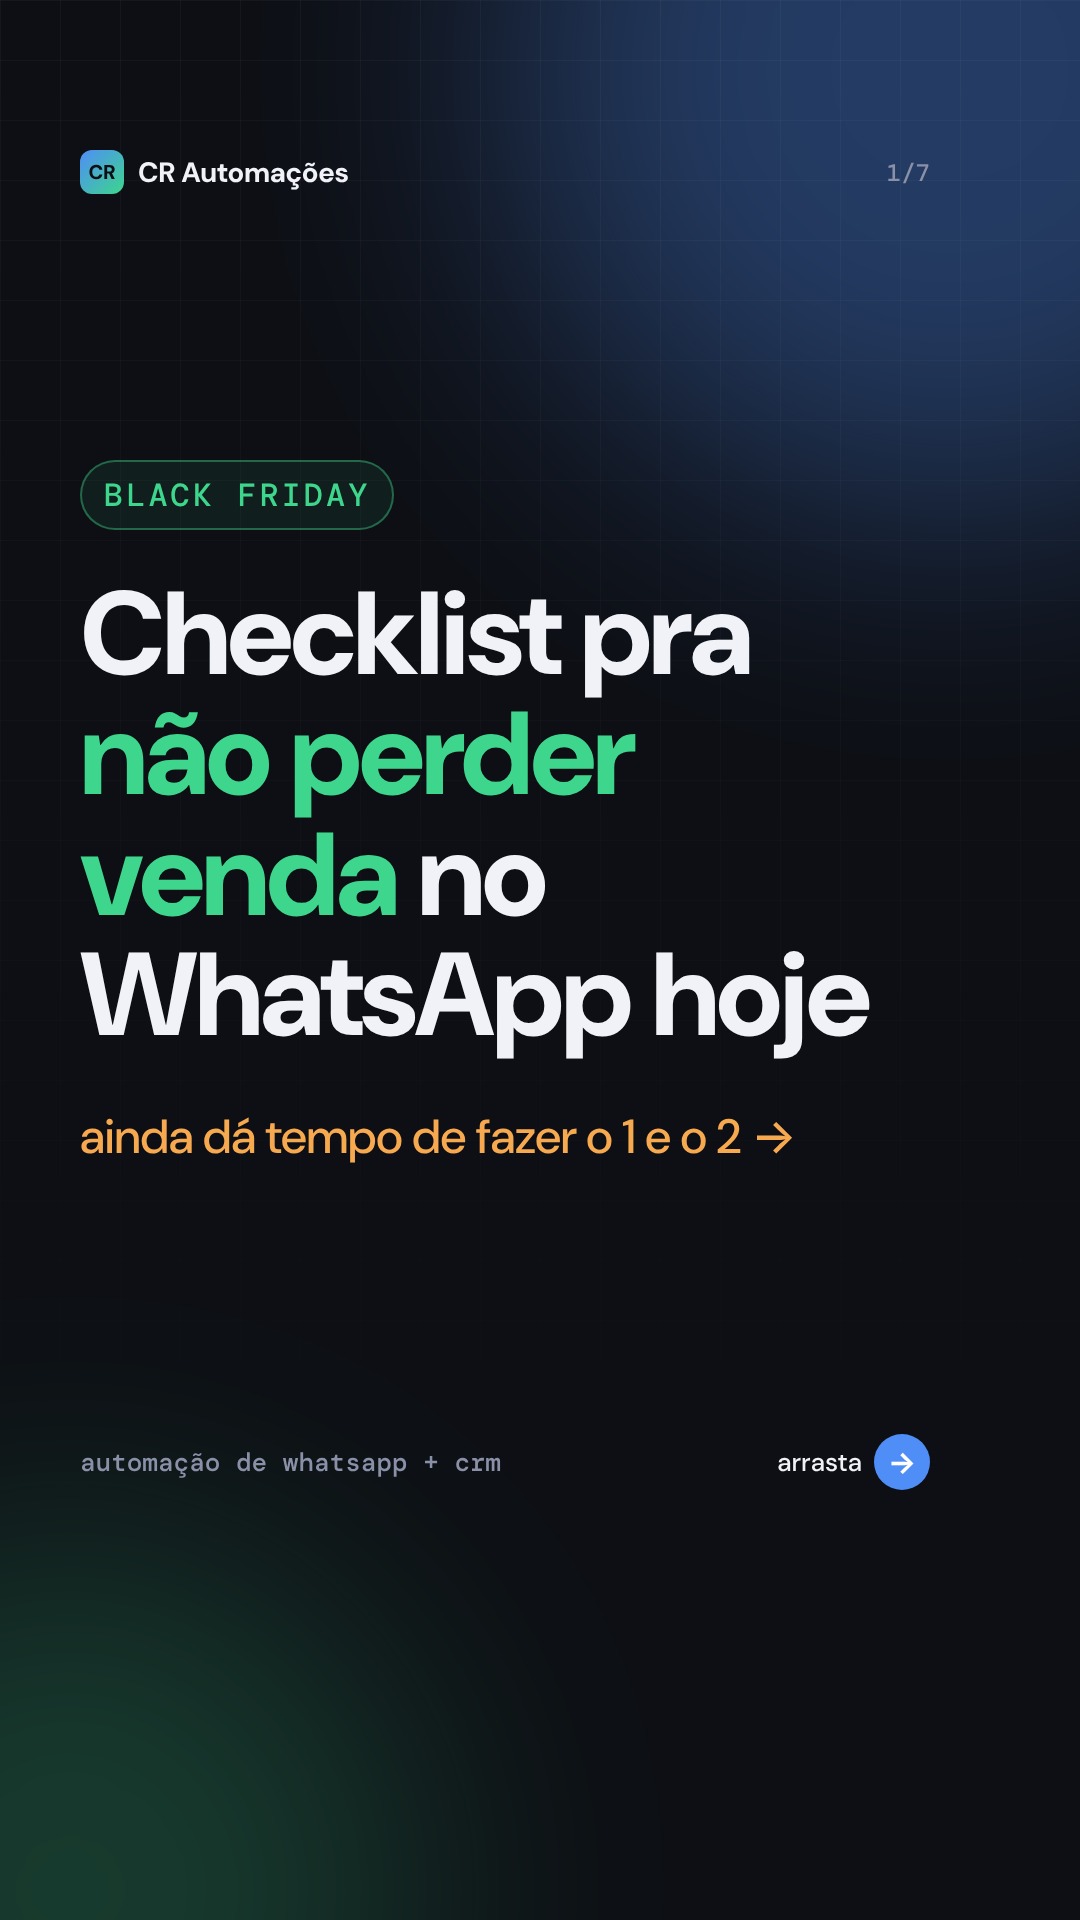 CR CR Automações
1/7
BLACK FRIDAY
Checklist pra
não perder
venda no
WhatsApp hoje
ainda dá tempo de fazer o 1 e o 2 →
automação de whatsapp + crm
arrasta →